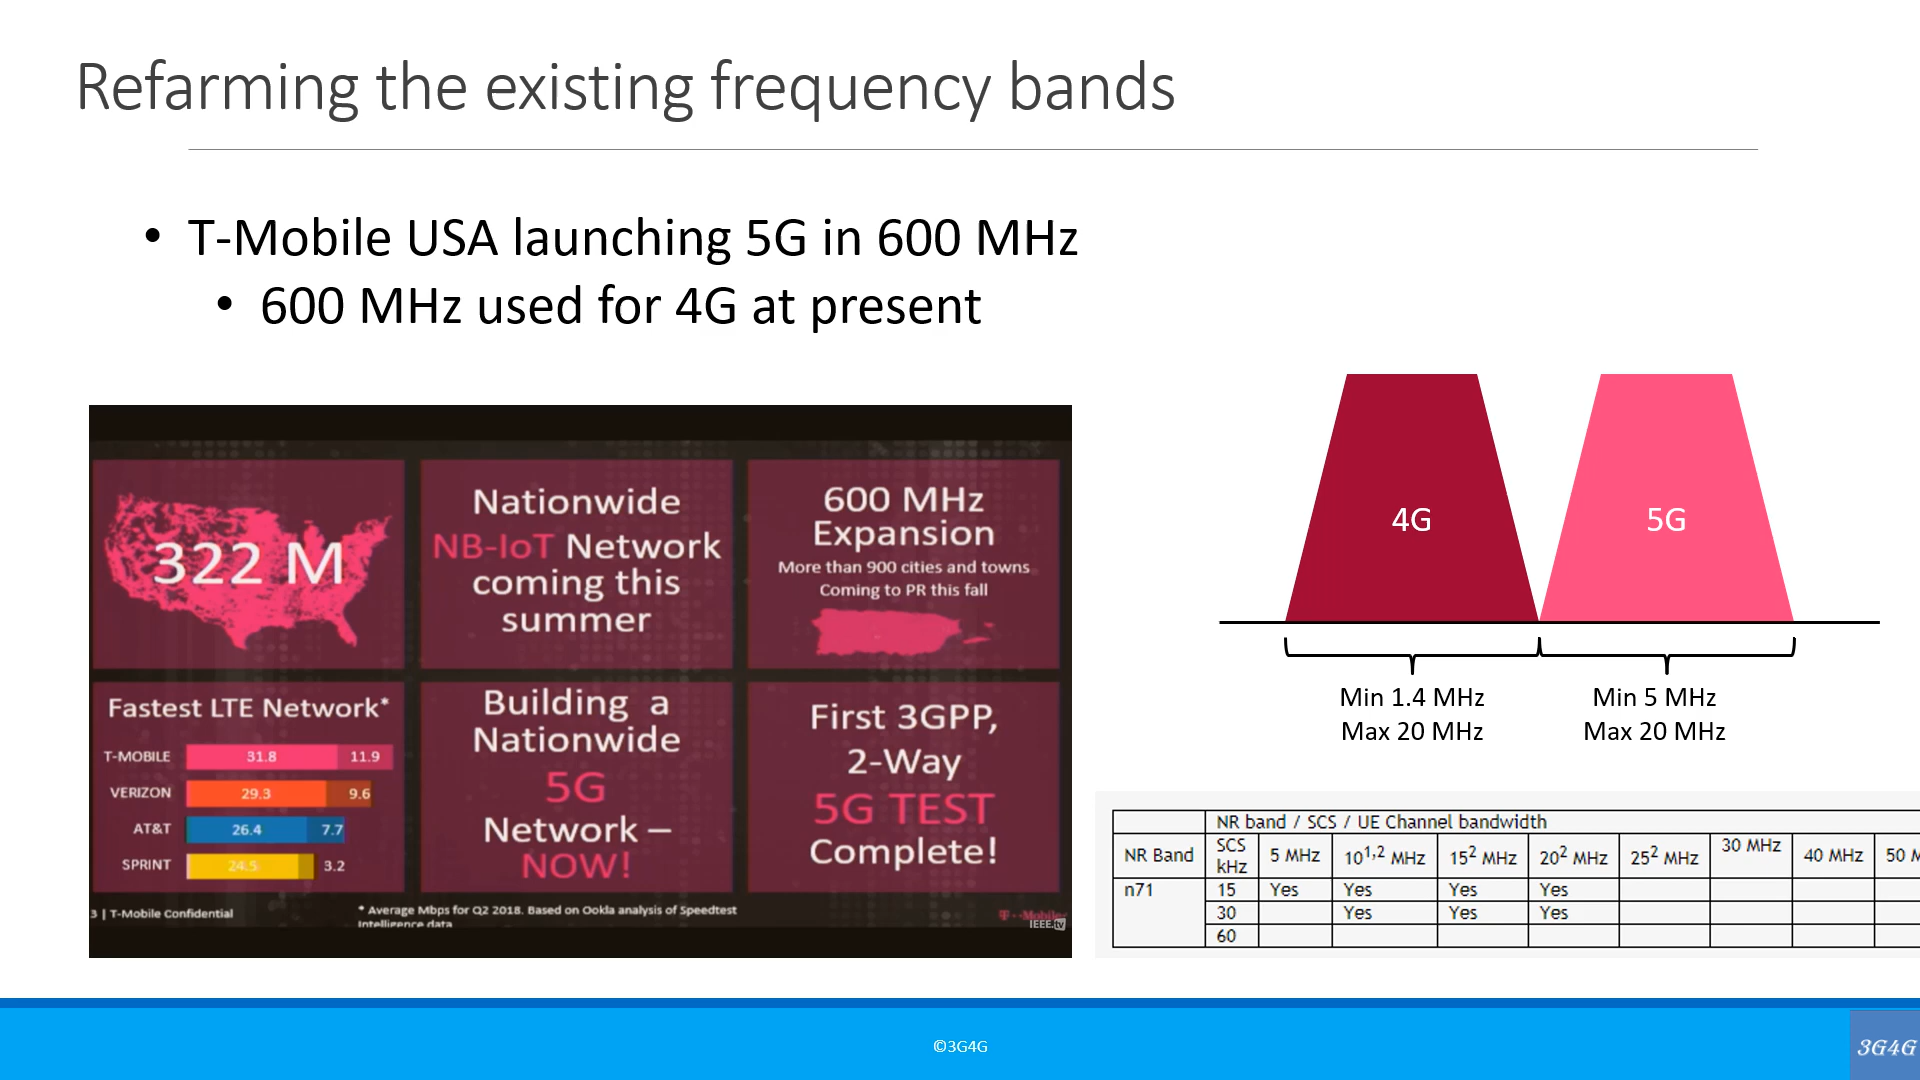 Refarming the existing frequency bands
• T-Mobile USA launching 5G in 600 MHz
• 600 MHz used for 4G at present
322 M
Nationwide
NB-IoT Network
coming this
summer
600 MHz
Expansion
More than 900 cities and towns
Coming to PR this fall
Fastest LTE Network*
T-MOBILE 31.8 11.9
VERIZON 29.3 9.6
AT&T 26.4 7.7
SPRINT 24.5 3.2
Building a
Nationwide
5G
Network –
NOW!
First 3GPP,
2-Way
5G TEST
Complete!
3 | T-Mobile Confidential
* Average Mbps for Q2 2018. Based on Ookla analysis of Speedtest
Intelligence data
T··Mobile·
IEEE.tv
4G
5G
Min 1.4 MHz
Max 20 MHz
Min 5 MHz
Max 20 MHz
NR band / SCS / UE Channel bandwidth
NR Band SCS kHz 5 MHz 10^1,2 MHz 15^2 MHz 20^2 MHz 25^2 MHz 30 MHz 40 MHz 50 M
n71 15 Yes Yes Yes Yes
30 Yes Yes Yes
60
©3G4G
3G4G